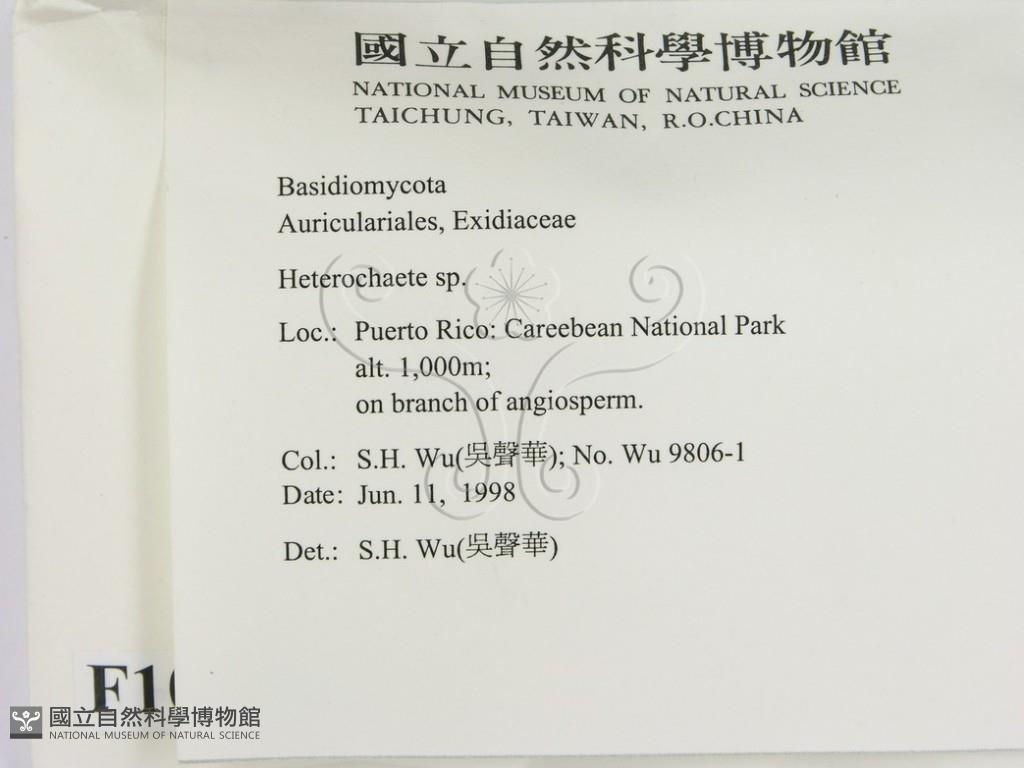 國立自然科學博物館
NATIONAL MUSEUM OF NATURAL SCIENCE
TAICHUNG, TAIWAN, R.O.CHINA
Basidiomycota
Auriculariales, Exidiaceae
Heterochaete sp.
Loc.: Puerto Rico: Careebean National Park
alt. 1,000m;
on branch of angiosperm.
Col.: S.H. Wu(吳聲華); No. Wu 9806-1
Date: Jun. 11, 1998
Det.: S.H. Wu(吳聲華)
國立自然科學博物館
NATIONAL MUSEUM OF NATURAL SCIENCE